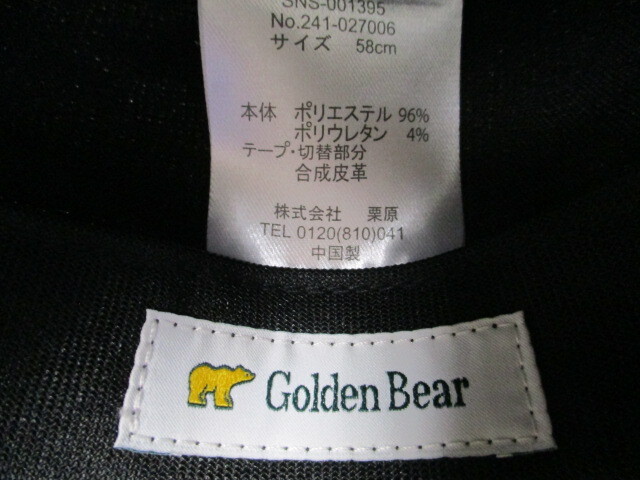 SNS-001395
No.241-027006
サイズ 58cm
本体 ポリエステル 96%
ポリウレタン 4%
テープ・切替部分
合成皮革
株式会社 栗原
TEL 0120(810)041
中国製
Golden Bear